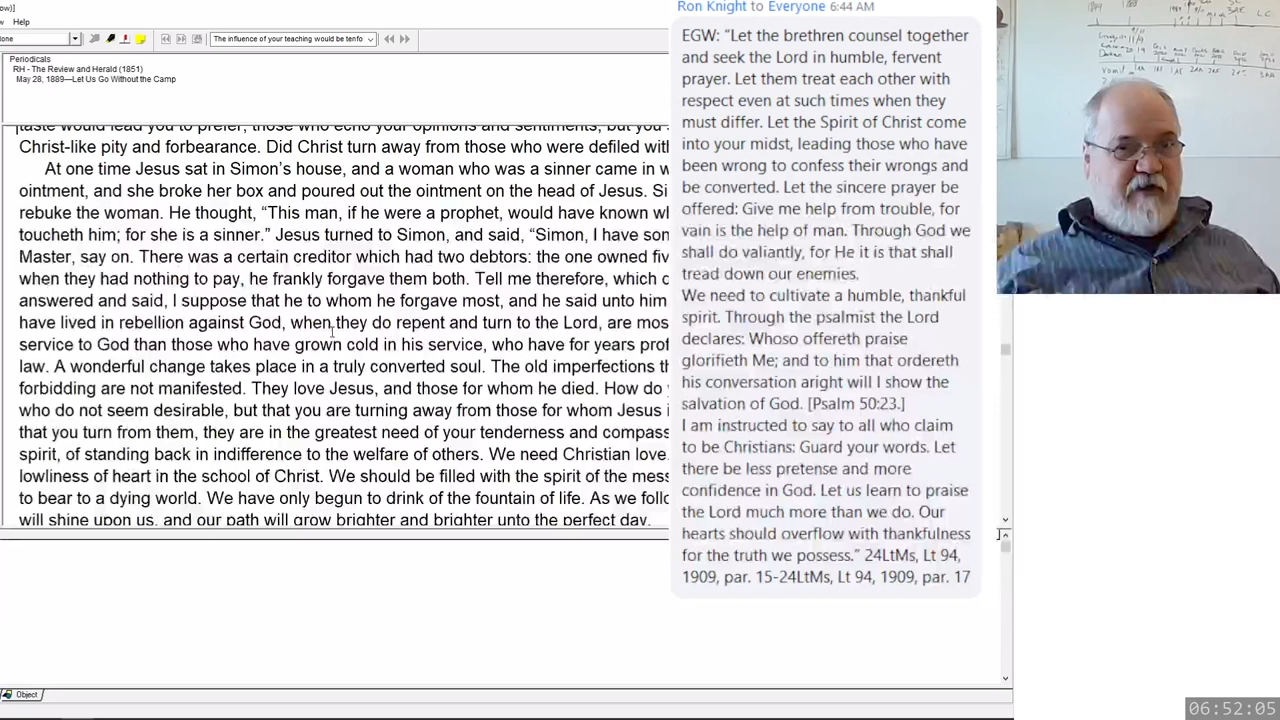 ow)]
w Help
lone
The influence of your teaching would be tenfo
Periodicals
RH - The Review and Herald (1851)
May 28, 1889—Let Us Go Without the Camp
taste would lead you to prefer, those who echo your opinions and sentiments, but you
Christ-like pity and forbearance. Did Christ turn away from those who were defiled wit
At one time Jesus sat in Simon's house, and a woman who was a sinner came in w
ointment, and she broke her box and poured out the ointment on the head of Jesus. Si
rebuke the woman. He thought, “This man, if he were a prophet, would have known w
toucheth him; for she is a sinner.” Jesus turned to Simon, and said, “Simon, I have so
Master, say on. There was a certain creditor which had two debtors: the one owned fiv
when they had nothing to pay, he frankly forgave them both. Tell me therefore, which
answered and said, I suppose that he to whom he forgave most, and he said unto him
have lived in rebellion against God, when they do repent and turn to the Lord, are mos
service to God than those who have grown cold in his service, who have for years prof
law. A wonderful change takes place in a truly converted soul. The old imperfections t
forbidding are not manifested. They love Jesus, and those for whom he died. How do
who do not seem desirable, but that you are turning away from those for whom Jesus
that you turn from them, they are in the greatest need of your tenderness and compass
spirit, of standing back in indifference to the welfare of others. We need Christian love.
lowliness of heart in the school of Christ. We should be filled with the spirit of the mess
to bear to a dying world. We have only begun to drink of the fountain of life. As we follo
will shine upon us, and our path will grow brighter and brighter unto the perfect day.
Object
Ron Knight to Everyone 6:44 AM
EGW: “Let the brethren counsel together
and seek the Lord in humble, fervent
prayer. Let them treat each other with
respect even at such times when they
must differ. Let the Spirit of Christ come
into your midst, leading those who have
been wrong to confess their wrongs and
be converted. Let the sincere prayer be
offered: Give me help from trouble, for
vain is the help of man. Through God we
shall do valiantly, for He it is that shall
tread down our enemies.
We need to cultivate a humble, thankful
spirit. Through the psalmist the Lord
declares: Whoso offereth praise
glorifieth Me; and to him that ordereth
his conversation aright will I show the
salvation of God. [Psalm 50:23.]
I am instructed to say to all who claim
to be Christians: Guard your words. Let
there be less pretense and more
confidence in God. Let us learn to praise
the Lord much more than we do. Our
hearts should overflow with thankfulness
for the truth we possess.” 24LtMs, Lt 94,
1909, par. 15-24LtMs, Lt 94, 1909, par. 17
06:52:05